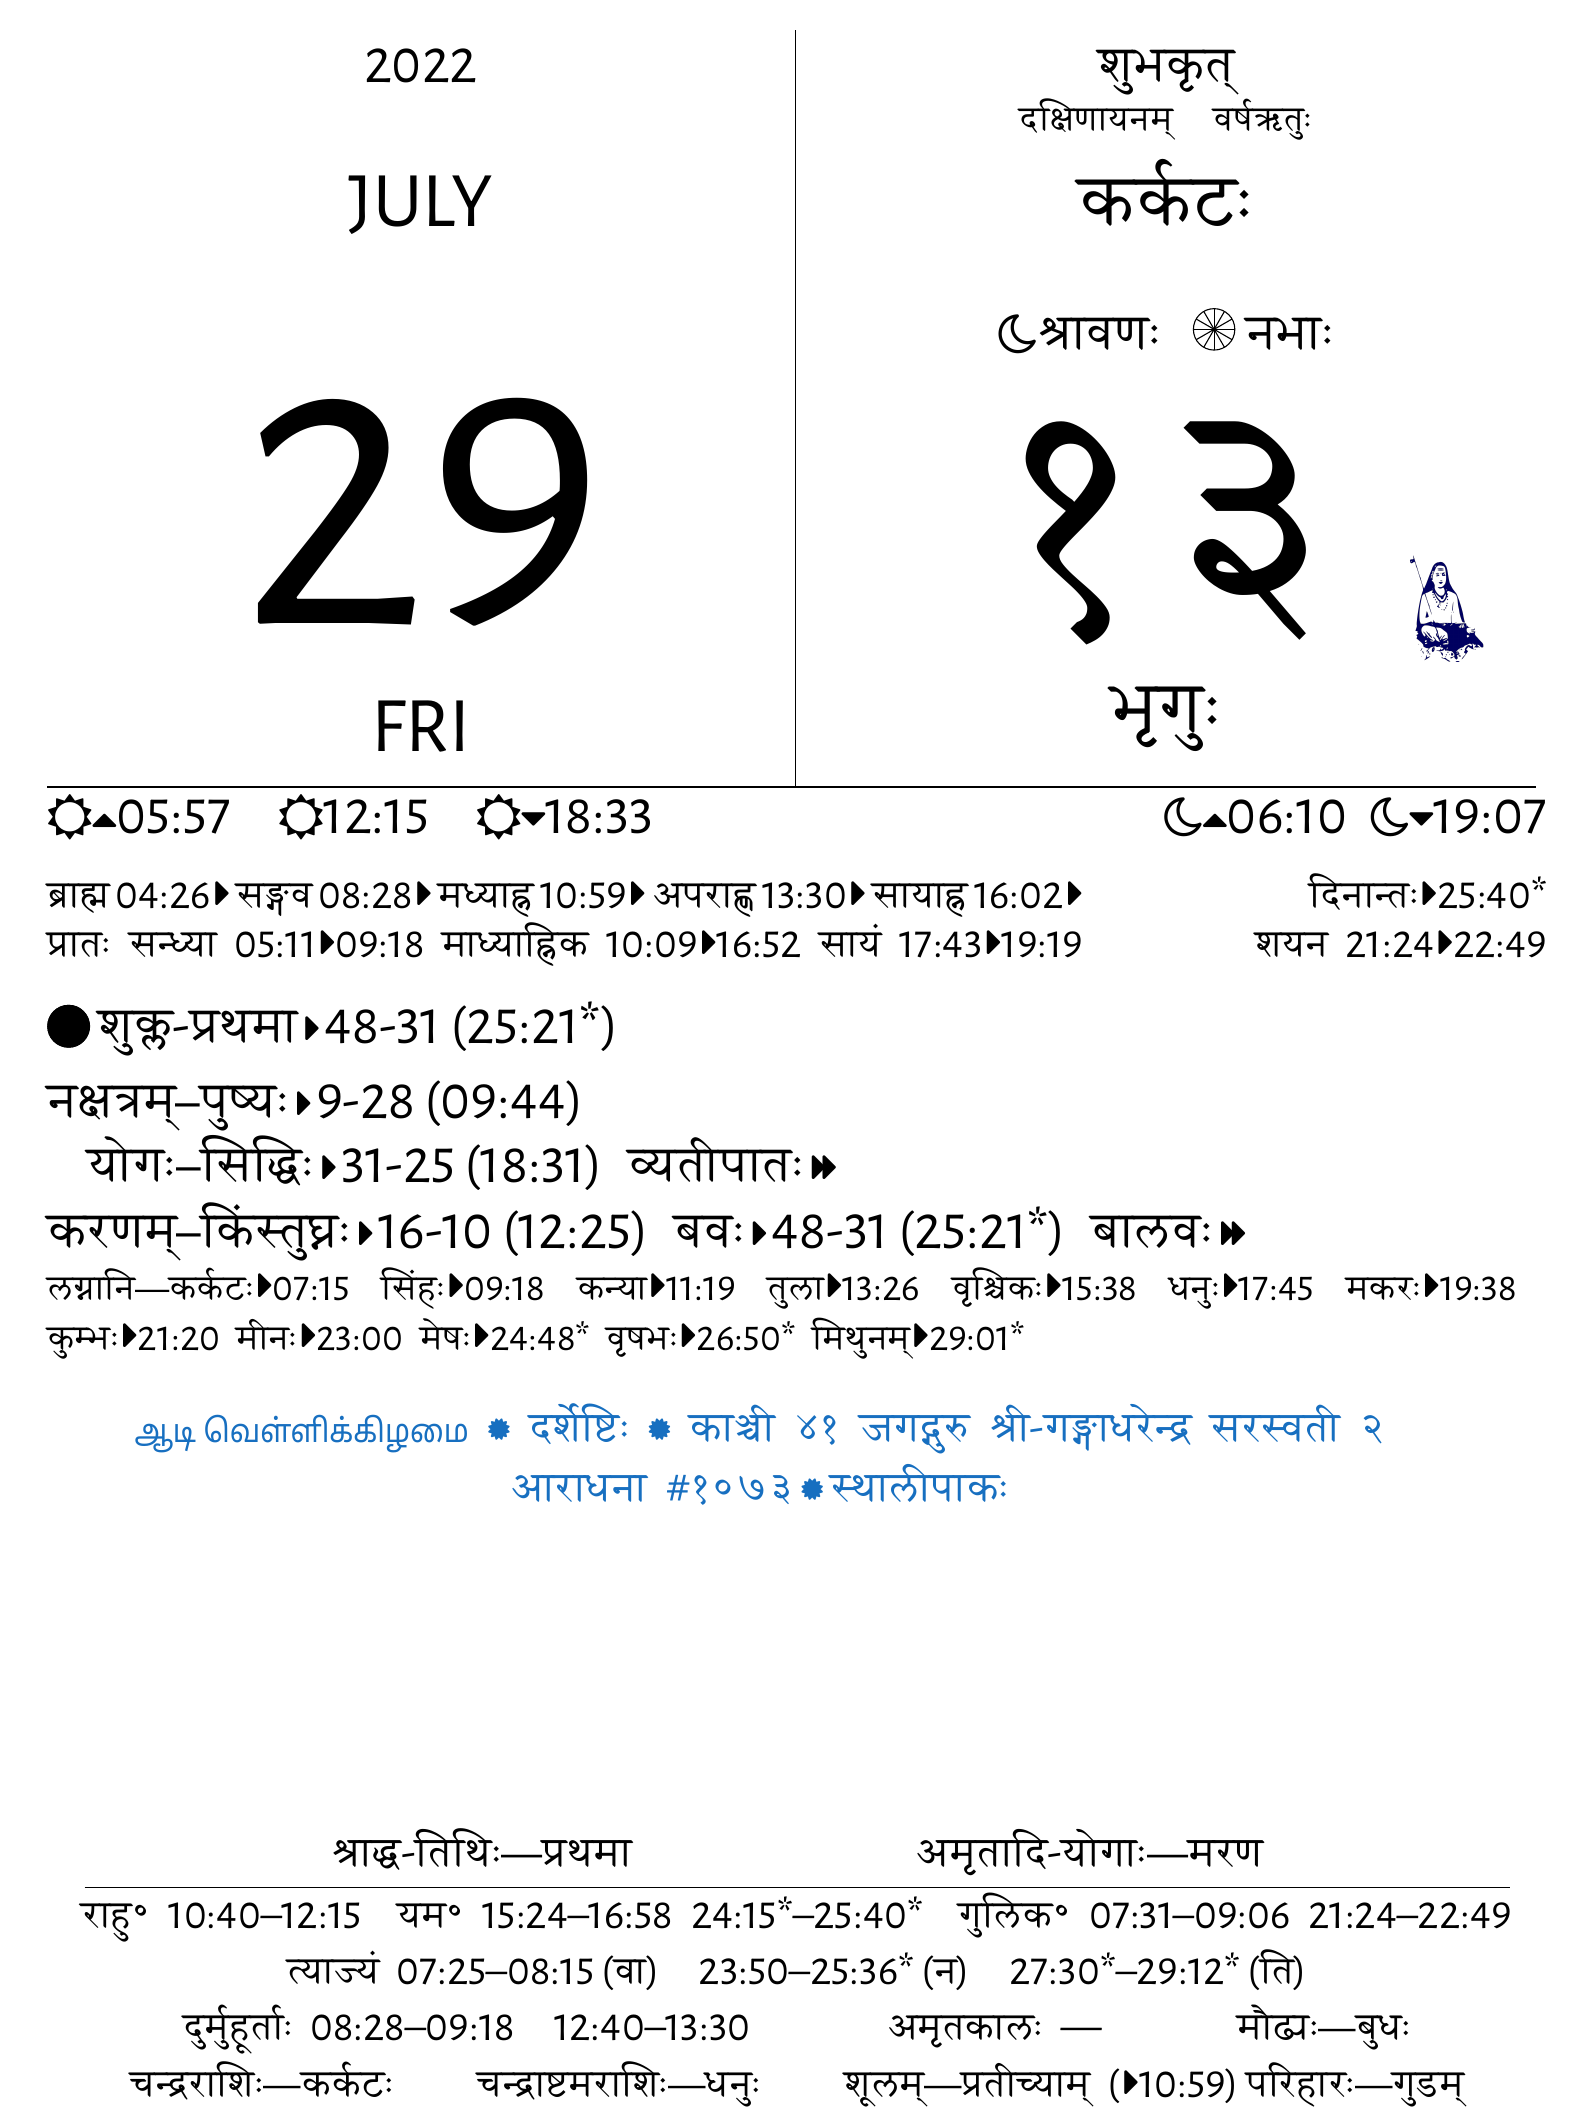 2022
JULY
29
FRI
शुभकृत्
दक्षिणायनम् वर्षऋतुः
कर्कटः
श्रावणः नभाः
१३
भृगुः
05:57 12:15 18:33 06:10 19:07
ब्राह्म 04:26 सङ्गव 08:28 मध्याह्न 10:59 अपराह्ण 13:30 सायाह्न 16:02 दिनान्तः 25:40*
प्रातः सन्ध्या 05:11 09:18 माध्याह्निक 10:09 16:52 सायं 17:43 19:19 शयन 21:24 22:49
शुक्ल-प्रथमा 48-31 (25:21*)
नक्षत्रम्–पुष्यः 9-28 (09:44)
योगः–सिद्धिः 31-25 (18:31) व्यतीपातः
करणम्–किंस्तुघ्नः 16-10 (12:25) बवः 48-31 (25:21*) बालवः
लग्नानि—कर्कटः 07:15 सिंहः 09:18 कन्या 11:19 तुला 13:26 वृश्चिकः 15:38 धनुः 17:45 मकरः 19:38
कुम्भः 21:20 मीनः 23:00 मेषः 24:48* वृषभः 26:50* मिथुनम् 29:01*
ஆடி வெள்ளிக்கிழமை ✹ दर्शेष्टिः ✹ काञ्ची ४१ जगद्गुरु श्री-गङ्गाधरेन्द्र सरस्वती २
आराधना #१०७३ ✹ स्थालीपाकः
श्राद्ध-तिथिः—प्रथमा अमृतादि-योगाः—मरण
राहु॰ 10:40–12:15 यम॰ 15:24–16:58 24:15*–25:40* गुलिक॰ 07:31–09:06 21:24–22:49
त्याज्यं 07:25–08:15 (वा) 23:50–25:36* (न) 27:30*–29:12* (ति)
दुर्मुहूर्ताः 08:28–09:18 12:40–13:30 अमृतकालः — मौढ्यः—बुधः
चन्द्रराशिः—कर्कटः चन्द्राष्टमराशिः—धनुः शूलम्—प्रतीच्याम् (10:59) परिहारः—गुडम्